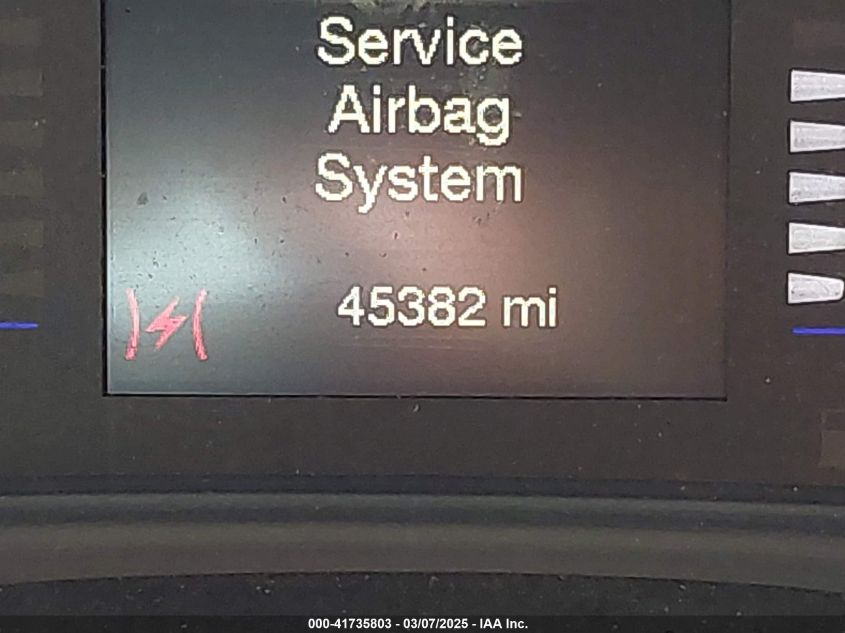 Service
Airbag
System
45382 mi
000-41735803 - 03/07/2025 - IAA Inc.